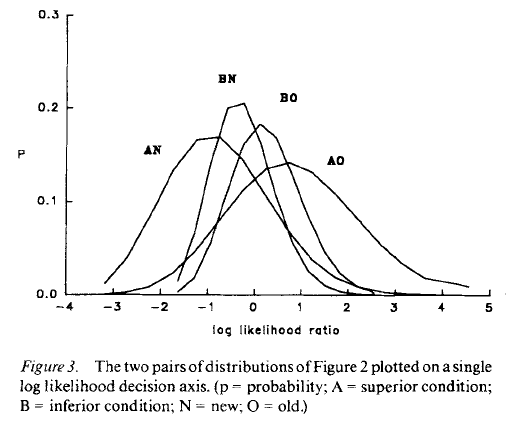 0.3
BN
0.2
BO
AN
AO
P
0.1
0.0
-4 -3 -2 -1 0 1 2 3 4 5
log likelihood ratio
Figure 3. The two pairs of distributions of Figure 2 plotted on a single
log likelihood decision axis. (p = probability; A = superior condition;
B = inferior condition; N = new; O = old.)